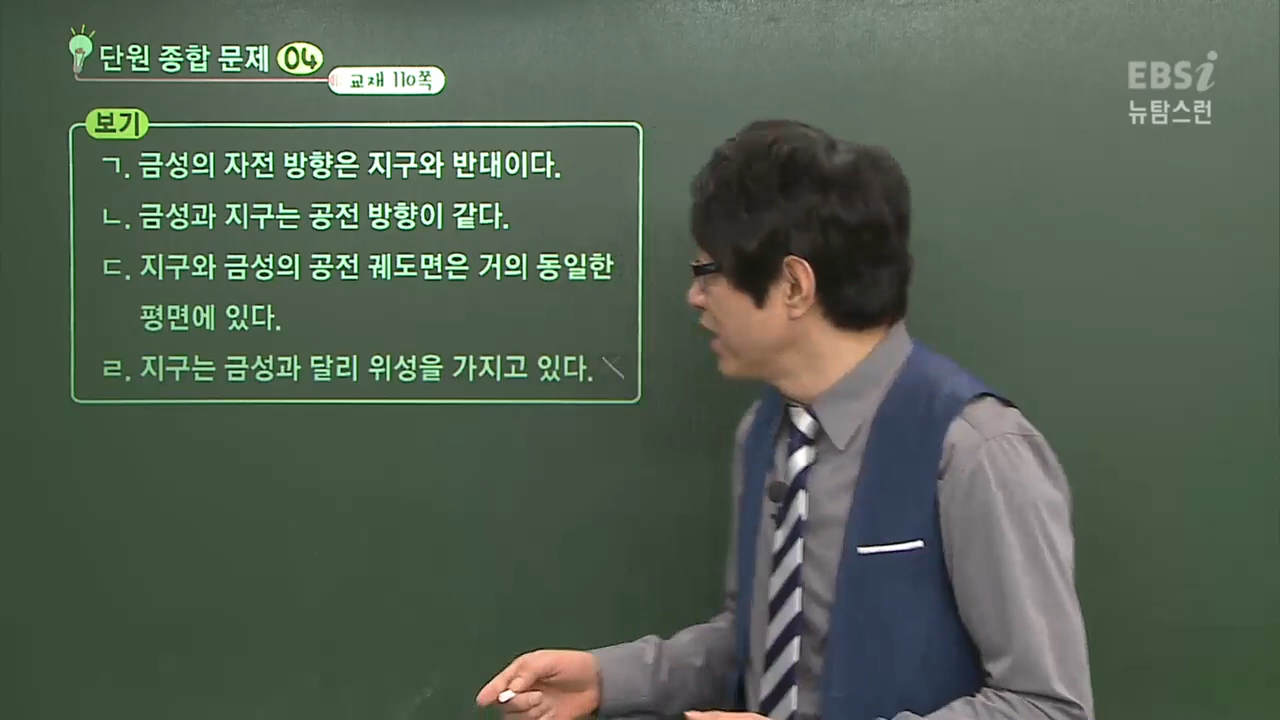 단원 종합 문제 04
교재 110쪽
EBSi
뉴탐스런
보기
ㄱ. 금성의 자전 방향은 지구와 반대이다.
ㄴ. 금성과 지구는 공전 방향이 같다.
ㄷ. 지구와 금성의 공전 궤도면은 거의 동일한
평면에 있다.
ㄹ. 지구는 금성과 달리 위성을 가지고 있다.